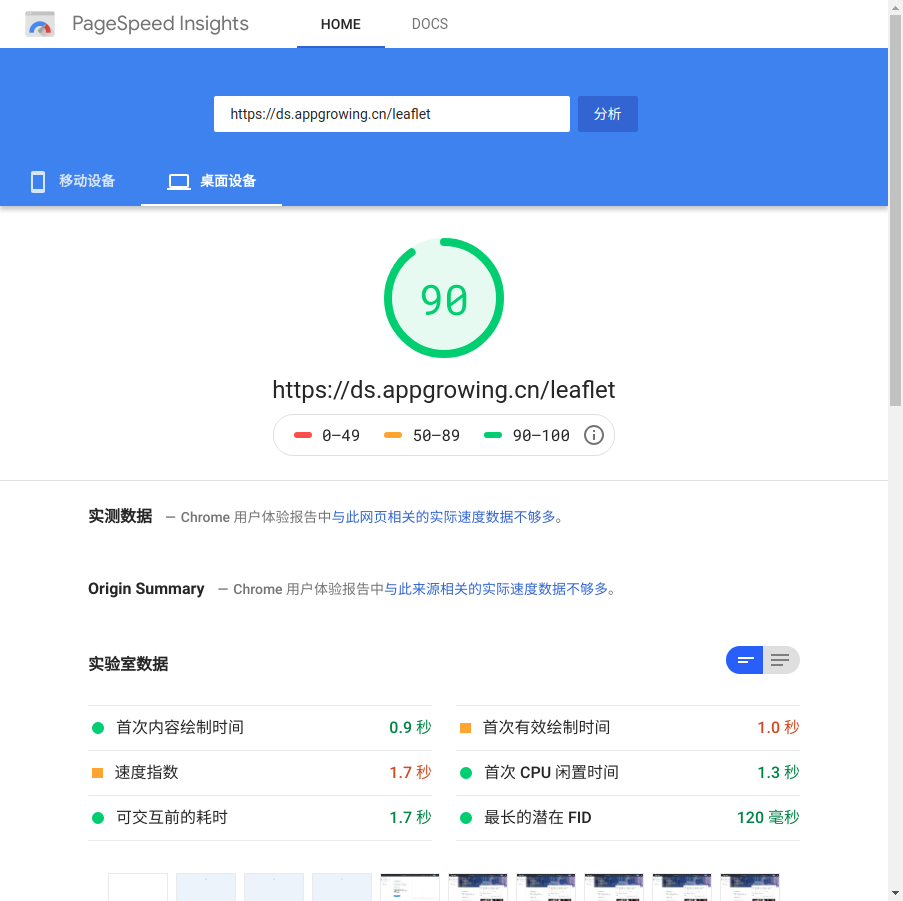 PageSpeed Insights HOME DOCS
https://ds.appgrowing.cn/leaflet 分析
移动设备 桌面设备
90
https://ds.appgrowing.cn/leaflet
0–49 50–89 90–100
实测数据 — Chrome 用户体验报告中与此网页相关的实际速度数据不够多。
Origin Summary — Chrome 用户体验报告中与此来源相关的实际速度数据不够多。
实验室数据
首次内容绘制时间 0.9 秒
首次有效绘制时间 1.0 秒
速度指数 1.7 秒
首次 CPU 闲置时间 1.3 秒
可交互前的耗时 1.7 秒
最长的潜在 FID 120 毫秒